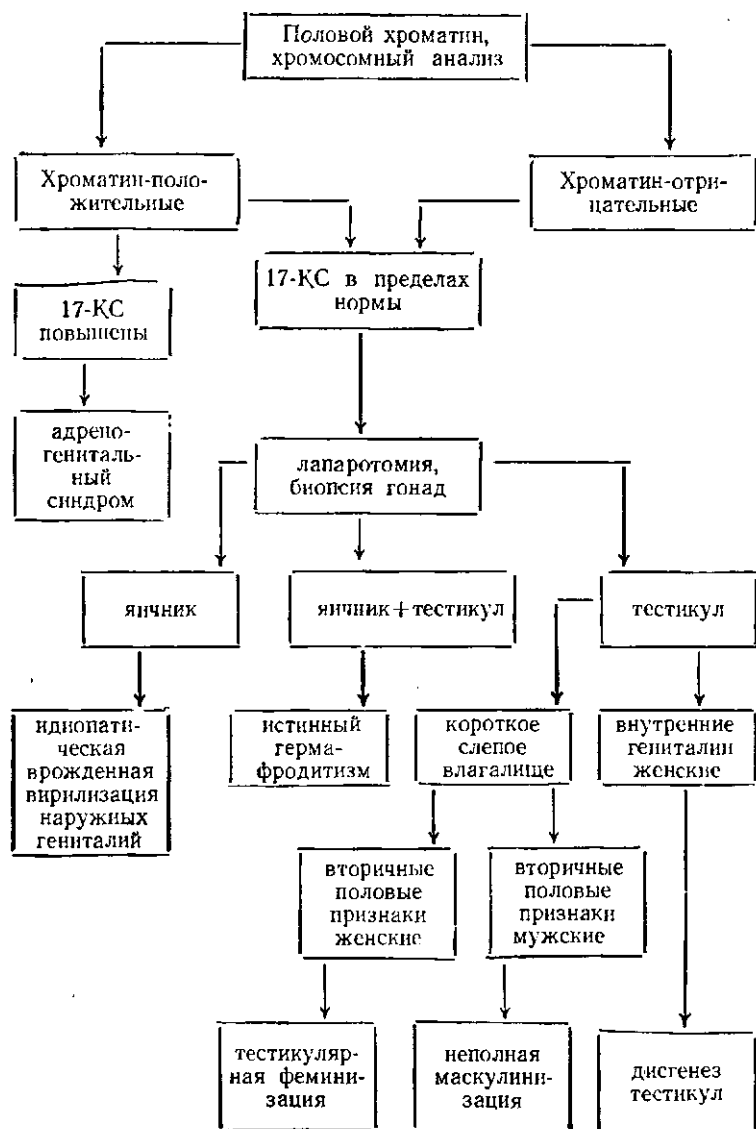 Половой хроматин,
хромосомный анализ
Хроматин-поло-
жительные
Хроматин-отри-
цательные
17-КС
повышены
17-КС в пределах
нормы
адрено-
гениталь-
ный
синдром
лапаротомия,
биопсия гонад
яичник
яичник+тестикул
тестикул
идиопати-
ческая
врожденная
вирилизация
наружных
гениталий
истинный
герма-
фродитизм
короткое
слепое
влагалище
внутренние
гениталии
женские
вторичные
половые
признаки
женские
вторичные
половые
признаки
мужские
тестикуляр-
ная фемини-
зация
неполная
маскулини-
зация
дисгенез
тестикул